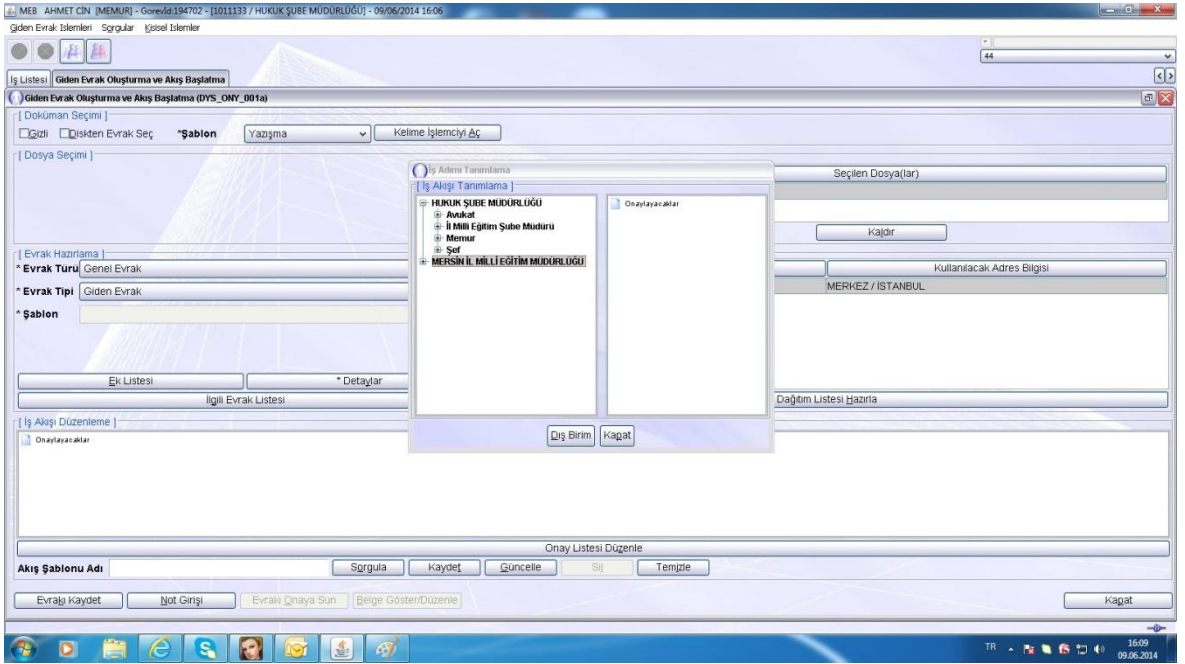 MEB AHMET CİN [MEMUR] - GorevId:194702 - [1011133 / HUKUK ŞUBE MÜDÜRLÜĞÜ] - 09/06/2014 16:06
Giden Evrak Islemleri Sorgular Kisisel Islemler
44
İş Listesi Giden Evrak Oluşturma ve Akış Başlatma
Giden Evrak Oluşturma ve Akış Başlatma (DYS_ONY_001a)
[ Doküman Seçimi ]
Gizli Diskten Evrak Seç *Şablon Yazışma Kelime İşlemciyi Aç
[ Dosya Seçimi ]
Seçilen Dosya(lar)
Kaldır
İş Adımı Tanımlama
[ İş Akışı Tanımlama ]
HUKUK ŞUBE MÜDÜRLÜĞÜ
Avukat
İl Milli Eğitim Şube Müdürü
Memur
Şef
MERSİN İL MİLLİ EĞİTİM MÜDÜRLÜĞÜ
Onaylayacaklar
Dış Birim Kapat
[ Evrak Hazırlama ]
* Evrak Türü Genel Evrak
Kullanılacak Adres Bilgisi
* Evrak Tipi Giden Evrak
MERKEZ / İSTANBUL
* Şablon
Ek Listesi * Detaylar
İlgili Evrak Listesi Dağıtım Listesi Hazırla
[ İş Akışı Düzenleme ]
Onaylayacaklar
Onay Listesi Düzenle
Akış Şablonu Adı Sorgula Kaydet Güncelle Sil Temizle
Evrakı Kaydet Not Girişi Evrakı Onaya Sun Belge Göster/Düzenle Kapat
TR 16:09
09.06.2014